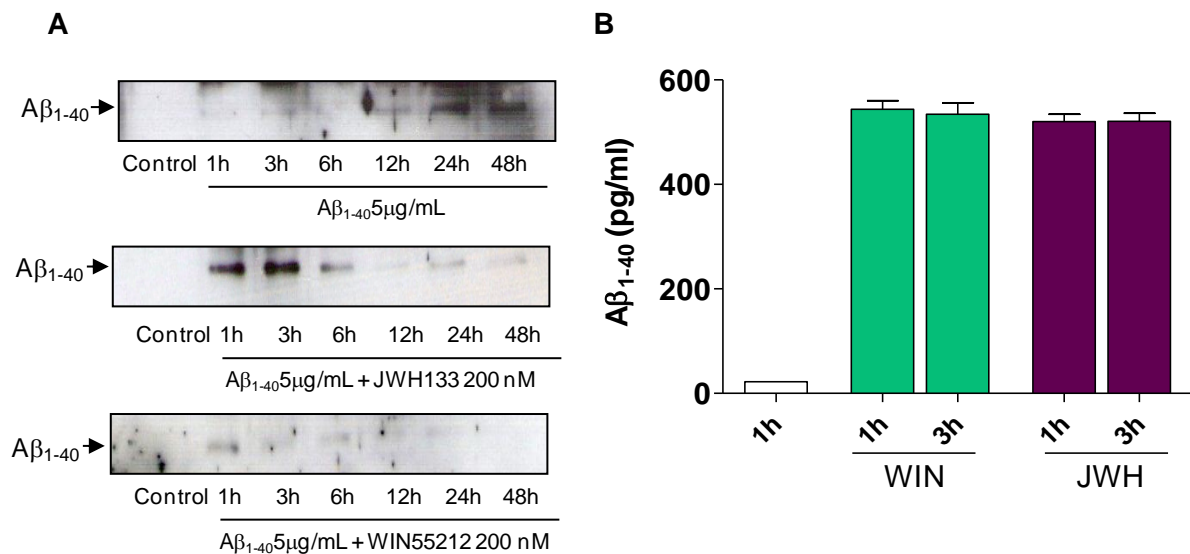 A
Aβ1-40
Control 1h 3h 6h 12h 24h 48h
Aβ1-40 5μg/mL
Aβ1-40
Control 1h 3h 6h 12h 24h 48h
Aβ1-40 5μg/mL + JWH133 200 nM
Aβ1-40
Control 1h 3h 6h 12h 24h 48h
Aβ1-40 5μg/mL + WIN55212 200 nM
B
Aβ1-40 (pg/ml)
600
400
200
0
1h 1h 3h 1h 3h
WIN JWH